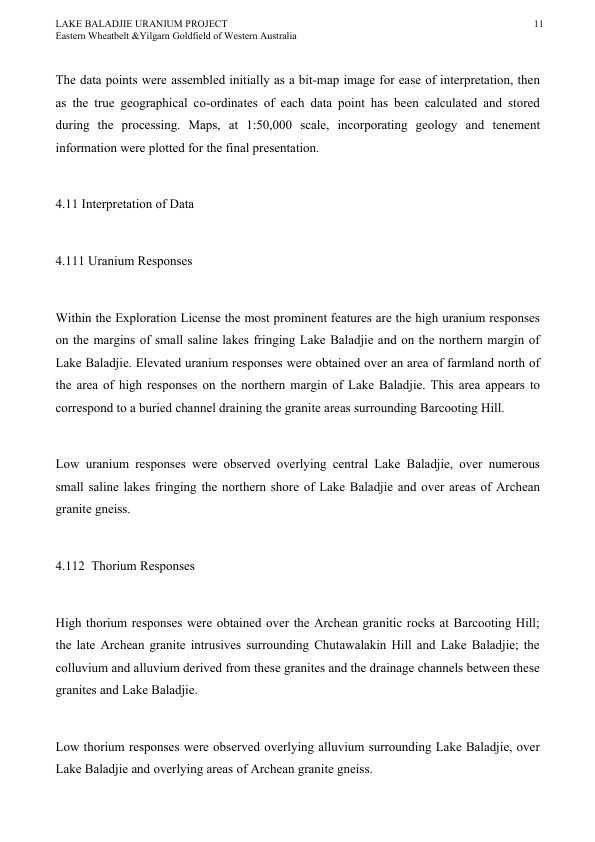 LAKE BALADJIE URANIUM PROJECT 11
Eastern Wheatbelt &Yilgarn Goldfield of Western Australia
The data points were assembled initially as a bit-map image for ease of interpretation, then
as the true geographical co-ordinates of each data point has been calculated and stored
during the processing. Maps, at 1:50,000 scale, incorporating geology and tenement
information were plotted for the final presentation.
4.11 Interpretation of Data
4.111 Uranium Responses
Within the Exploration License the most prominent features are the high uranium responses
on the margins of small saline lakes fringing Lake Baladjie and on the northern margin of
Lake Baladjie. Elevated uranium responses were obtained over an area of farmland north of
the area of high responses on the northern margin of Lake Baladjie. This area appears to
correspond to a buried channel draining the granite areas surrounding Barcooting Hill.
Low uranium responses were observed overlying central Lake Baladjie, over numerous
small saline lakes fringing the northern shore of Lake Baladjie and over areas of Archean
granite gneiss.
4.112 Thorium Responses
High thorium responses were obtained over the Archean granitic rocks at Barcooting Hill;
the late Archean granite intrusives surrounding Chutawalakin Hill and Lake Baladjie; the
colluvium and alluvium derived from these granites and the drainage channels between these
granites and Lake Baladjie.
Low thorium responses were observed overlying alluvium surrounding Lake Baladjie, over
Lake Baladjie and overlying areas of Archean granite gneiss.